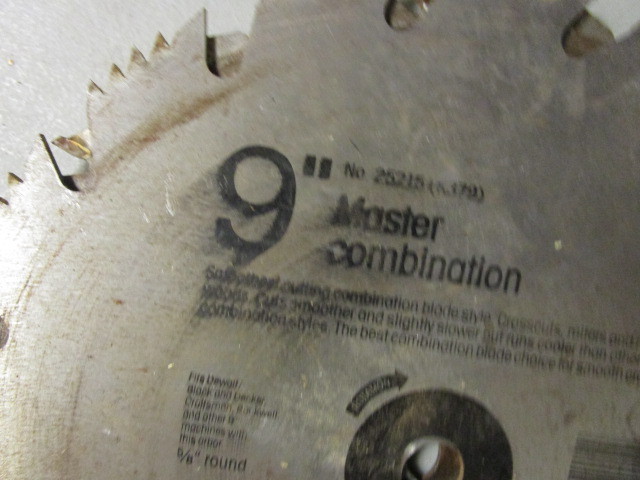 9" No 25215 (5379)
Master
combination
cutting combination blade style. Crosscuts, miters and
Cuts smoother and slightly slower but runs cooler than other
combination styles. The best combination blade choice for smooth
Fits Dewalt
Black and Decker
Craftsman,
and other
machines with
this arbor
5/8" round